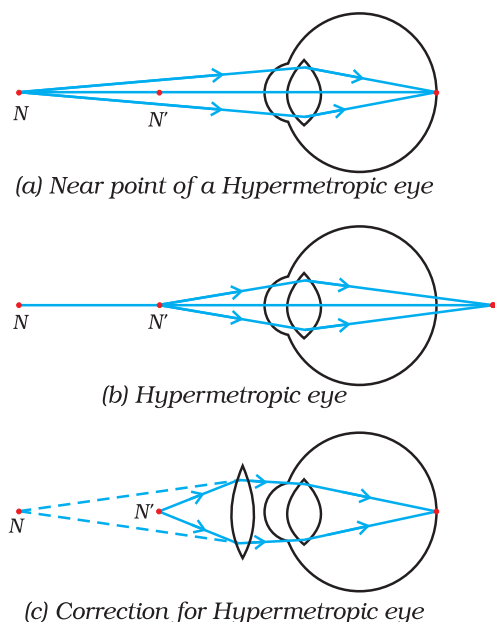 N
N'
(a) Near point of a Hypermetropic eye
N
N'
(b) Hypermetropic eye
N
N'
(c) Correction for Hypermetropic eye